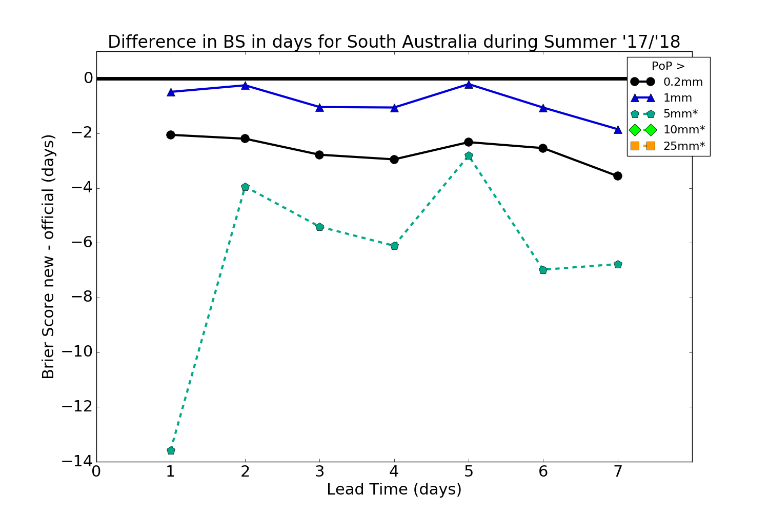 Difference in BS in days for South Australia during Summer '17/'18
PoP >
0.2mm
1mm
5mm*
10mm*
25mm*
Brier Score new - official (days)
0
−2
−4
−6
−8
−10
−12
−14
0 1 2 3 4 5 6 7
Lead Time (days)